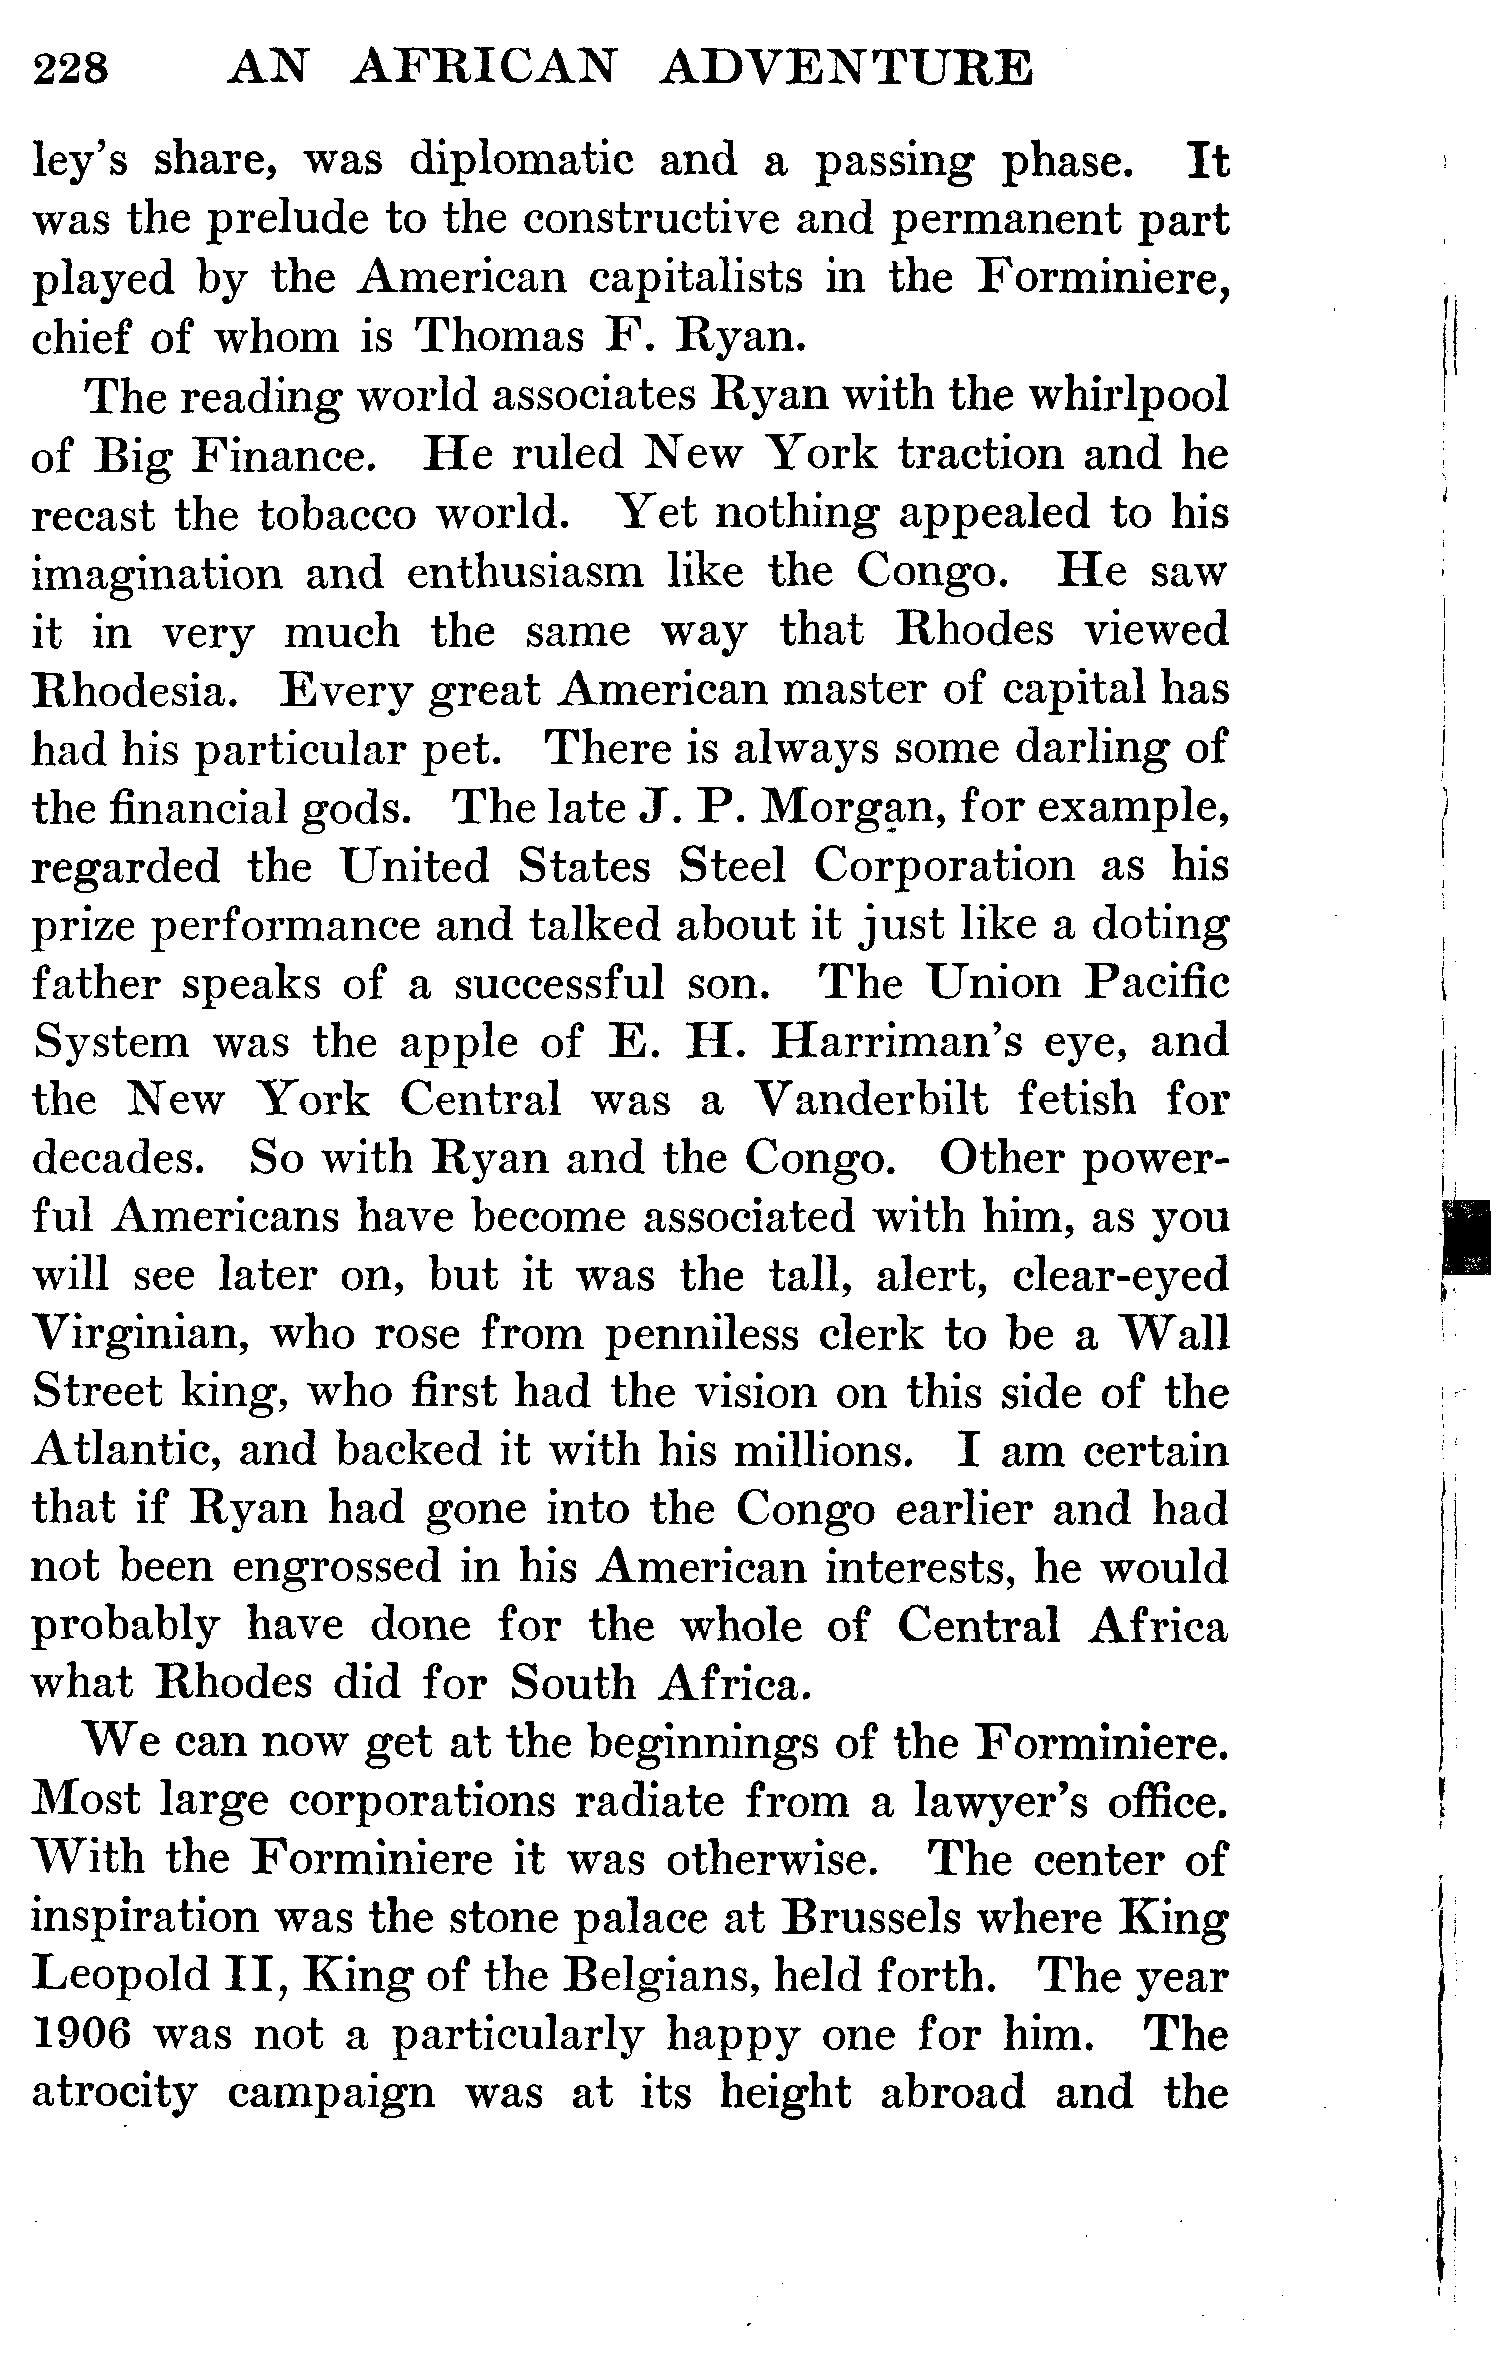 228 AN AFRICAN ADVENTURE
ley's share, was diplomatic and a passing phase. It
was the prelude to the constructive and permanent part
played by the American capitalists in the Forminiere,
chief of whom is Thomas F. Ryan.
The reading world associates Ryan with the whirlpool
of Big Finance. He ruled New York traction and he
recast the tobacco world. Yet nothing appealed to his
imagination and enthusiasm like the Congo. He saw
it in very much the same way that Rhodes viewed
Rhodesia. Every great American master of capital has
had his particular pet. There is always some darling of
the financial gods. The late J. P. Morgan, for example,
regarded the United States Steel Corporation as his
prize performance and talked about it just like a doting
father speaks of a successful son. The Union Pacific
System was the apple of E. H. Harriman's eye, and
the New York Central was a Vanderbilt fetish for
decades. So with Ryan and the Congo. Other power-
ful Americans have become associated with him, as you
will see later on, but it was the tall, alert, clear-eyed
Virginian, who rose from penniless clerk to be a Wall
Street king, who first had the vision on this side of the
Atlantic, and backed it with his millions. I am certain
that if Ryan had gone into the Congo earlier and had
not been engrossed in his American interests, he would
probably have done for the whole of Central Africa
what Rhodes did for South Africa.
We can now get at the beginnings of the Forminiere.
Most large corporations radiate from a lawyer's office.
With the Forminiere it was otherwise. The center of
inspiration was the stone palace at Brussels where King
Leopold II, King of the Belgians, held forth. The year
1906 was not a particularly happy one for him. The
atrocity campaign was at its height abroad and the